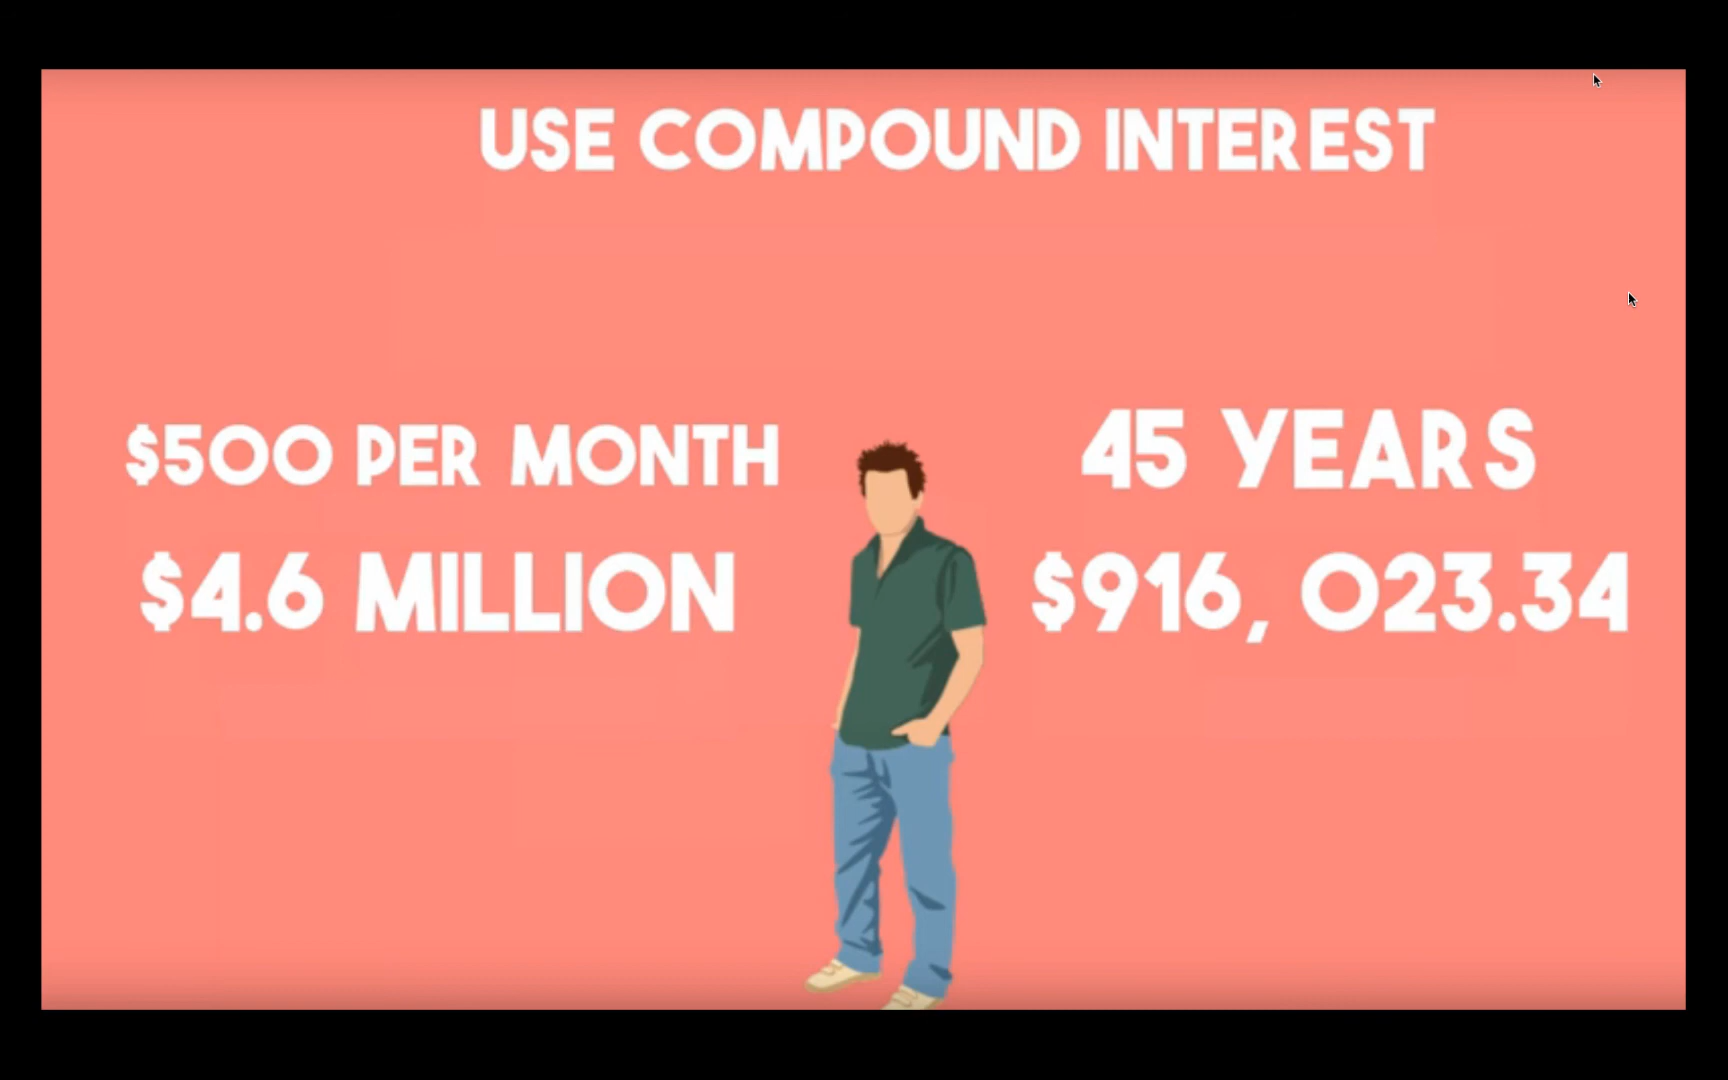 USE COMPOUND INTEREST
$500 PER MONTH
$4.6 MILLION
45 YEARS
$916, 023.34